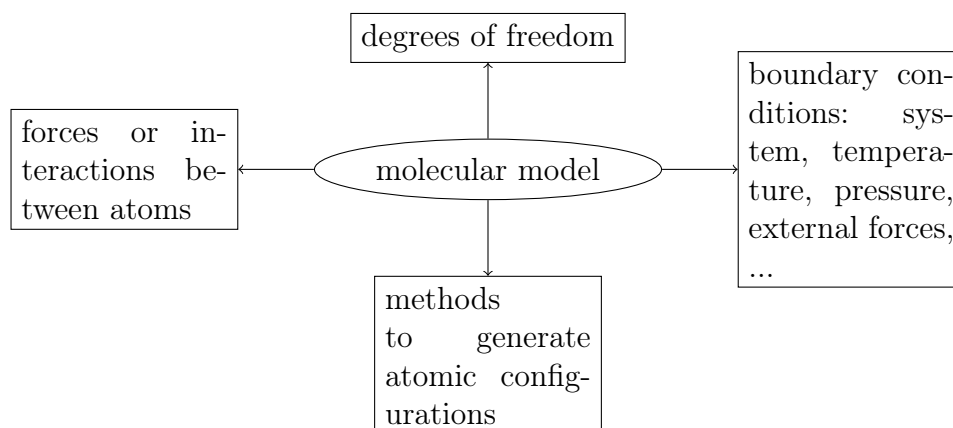 degrees of freedom
forces or in-
teractions be-
tween atoms
molecular model
boundary con-
ditions: sys-
tem, tempera-
ture, pressure,
external forces,
...
methods
to generate
atomic config-
urations